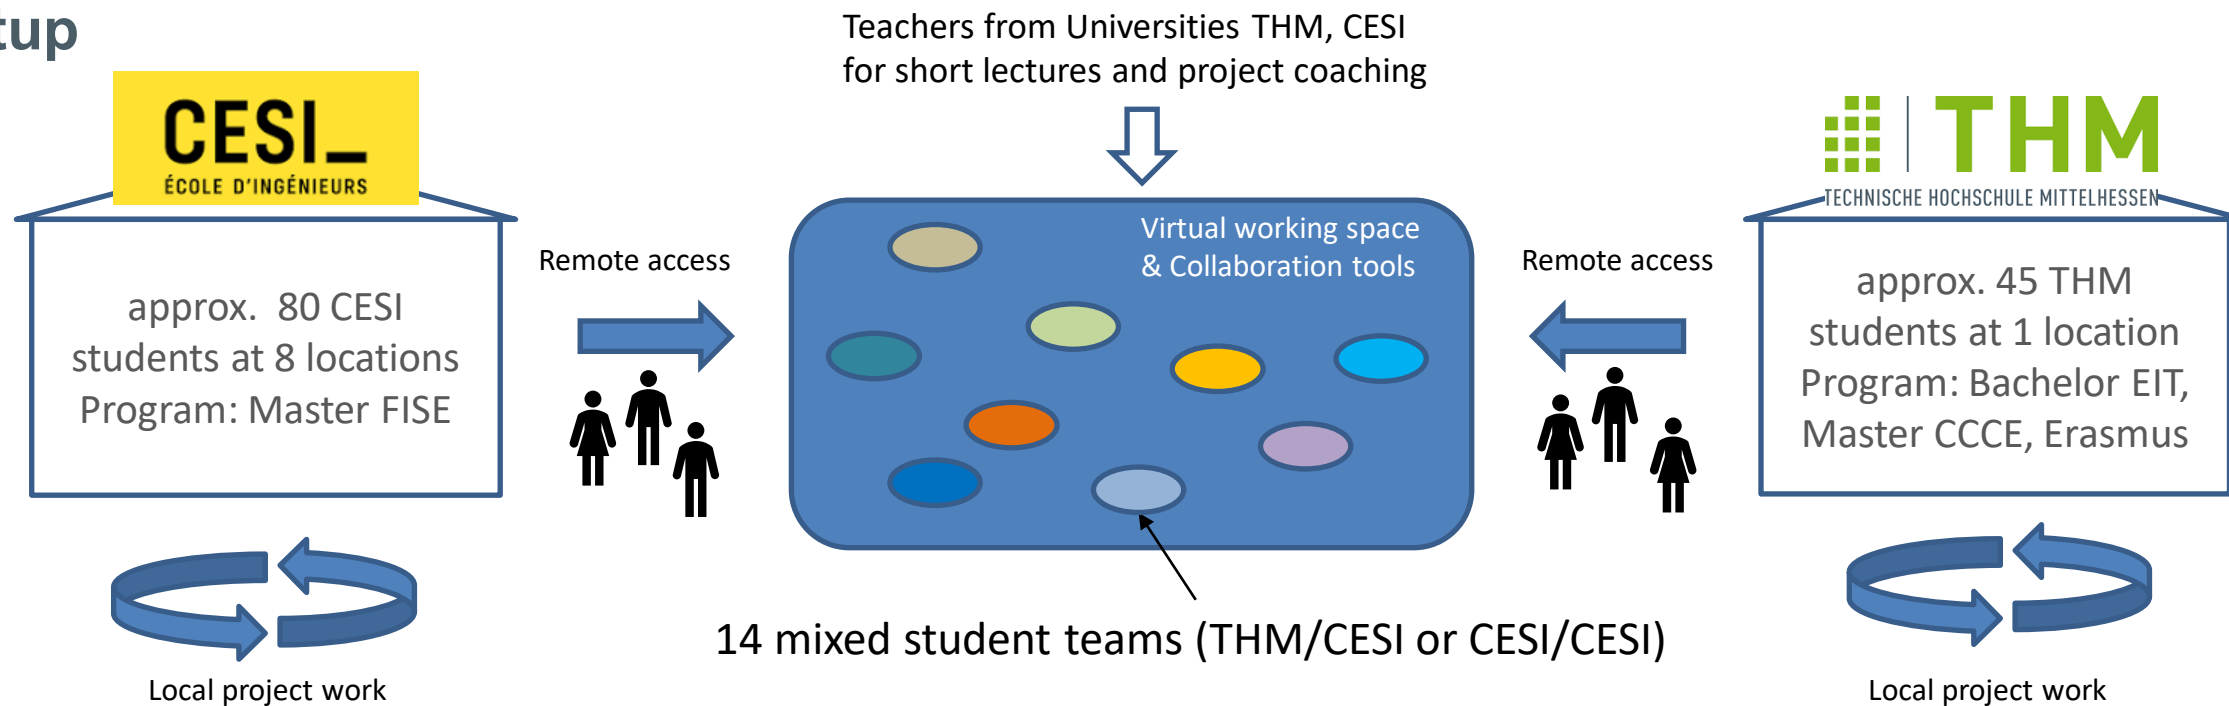 tup
Teachers from Universities THM, CESI
for short lectures and project coaching
CESI_
ÉCOLE D'INGÉNIEURS
approx. 80 CESI
students at 8 locations
Program: Master FISE
Remote access
Virtual working space
& Collaboration tools
Remote access
THM
TECHNISCHE HOCHSCHULE MITTELHESSEN
approx. 45 THM
students at 1 location
Program: Bachelor EIT,
Master CCCE, Erasmus
14 mixed student teams (THM/CESI or CESI/CESI)
Local project work
Local project work